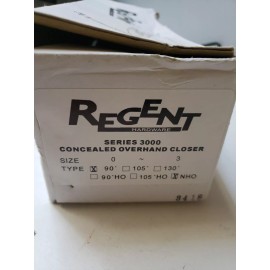 REGENT
HARDWARE
SERIES 3000
CONCEALED OVERHAND CLOSER
SIZE 0 ~ 3
TYPE ☒ 90° ☐ 105° ☐ 130°
☐ 90°HO ☐ 105°HO ☒ NHO